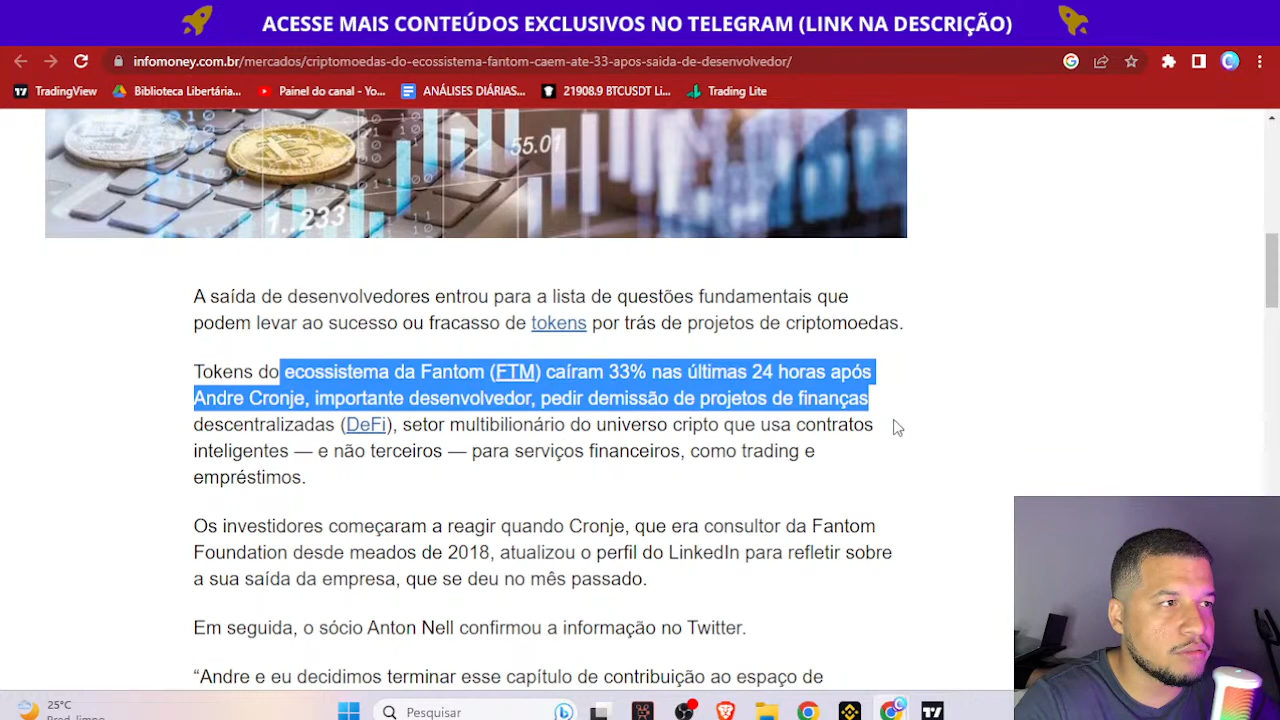 ACESSE MAIS CONTEÚDOS EXCLUSIVOS NO TELEGRAM (LINK NA DESCRIÇÃO)
infomoney.com.br/mercados/criptomoedas-do-ecossistema-fantom-caem-ate-33-apos-saida-de-desenvolvedor/
TradingView
Biblioteca Libertária...
Painel do canal - Yo...
ANÁLISES DIÁRIAS...
21908.9 BTCUSDT Li...
Trading Lite
55.01
1..233
A saída de desenvolvedores entrou para a lista de questões fundamentais que
podem levar ao sucesso ou fracasso de tokens por trás de projetos de criptomoedas.
Tokens do ecossistema da Fantom (FTM) caíram 33% nas últimas 24 horas após
Andre Cronje, importante desenvolvedor, pedir demissão de projetos de finanças
descentralizadas (DeFi), setor multibilionário do universo cripto que usa contratos
inteligentes — e não terceiros — para serviços financeiros, como trading e
empréstimos.
Os investidores começaram a reagir quando Cronje, que era consultor da Fantom
Foundation desde meados de 2018, atualizou o perfil do LinkedIn para refletir sobre
a sua saída da empresa, que se deu no mês passado.
Em seguida, o sócio Anton Nell confirmou a informação no Twitter.
“Andre e eu decidimos terminar esse capítulo de contribuição ao espaço de
25°C
Pred. limpo
Pesquisar